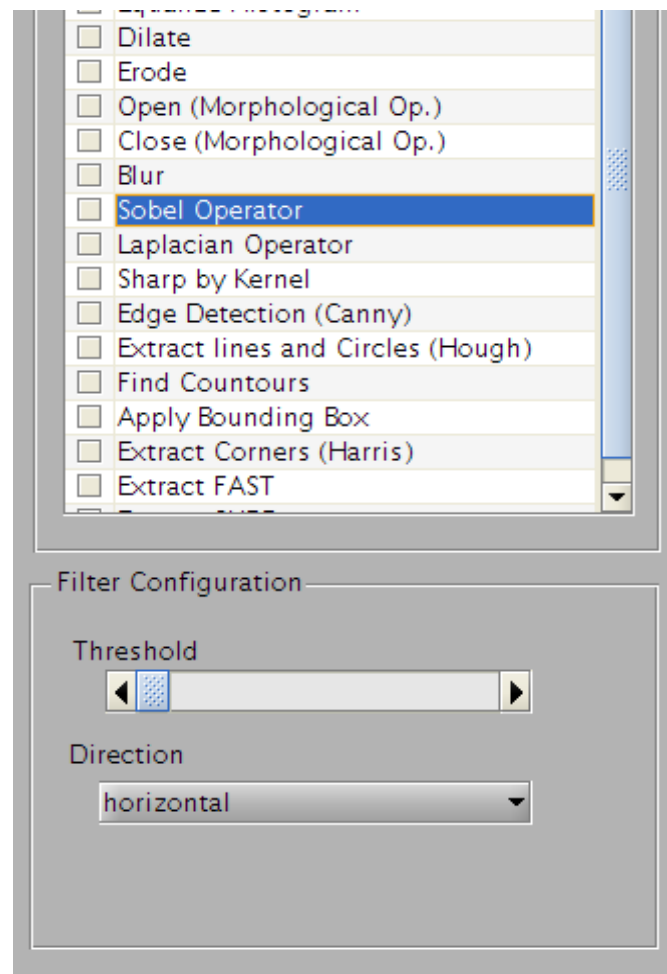 Dilate
Erode
Open (Morphological Op.)
Close (Morphological Op.)
Blur
Sobel Operator
Laplacian Operator
Sharp by Kernel
Edge Detection (Canny)
Extract lines and Circles (Hough)
Find Countours
Apply Bounding Box
Extract Corners (Harris)
Extract FAST
Filter Configuration
Threshold
Direction
horizontal